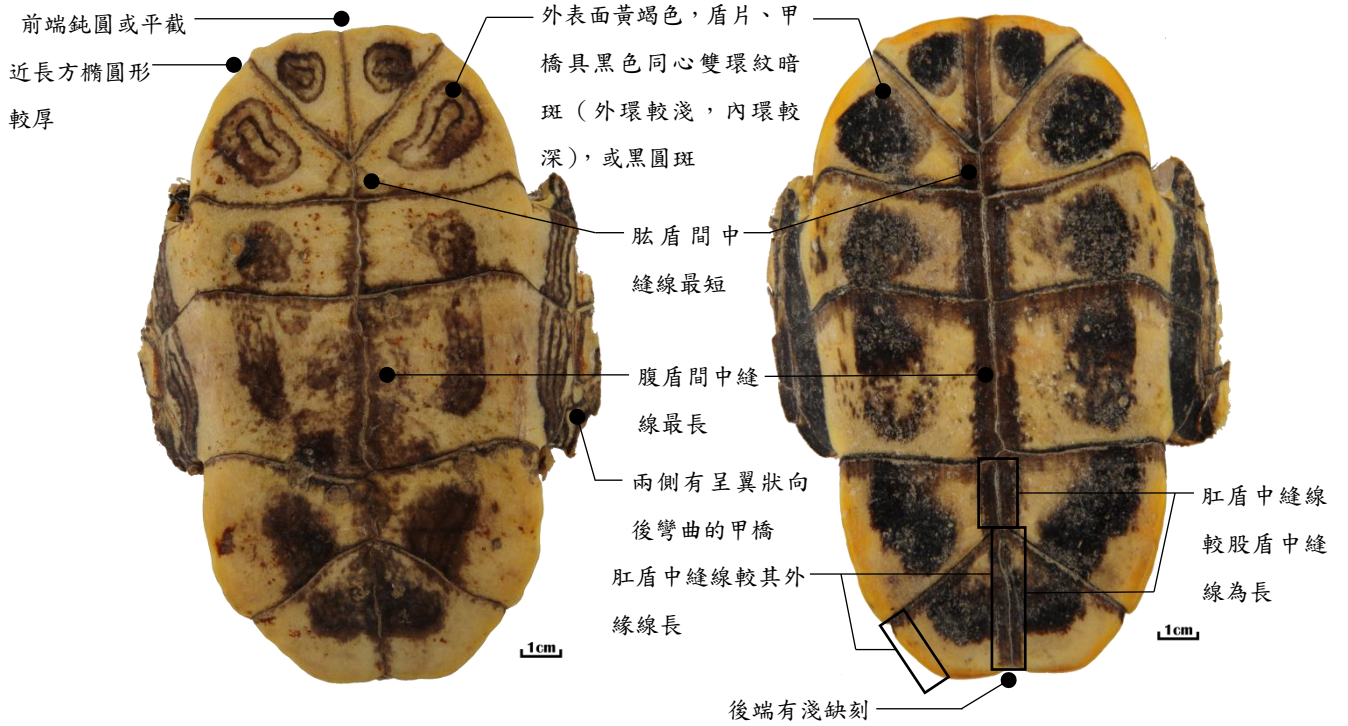 前端鈍圓或平截
近長方橢圓形
較厚
外表面黃竭色，盾片、甲
橋具黑色同心雙環紋暗
斑（外環較淺，內環較
深），或黑圓斑
肱盾間中
縫線最短
腹盾間中縫
線最長
兩側有呈翼狀向
後彎曲的甲橋
肛盾中縫線較其外
緣線長
1cm
肛盾中縫線
較股盾中縫
線為長
1cm
後端有淺缺刻